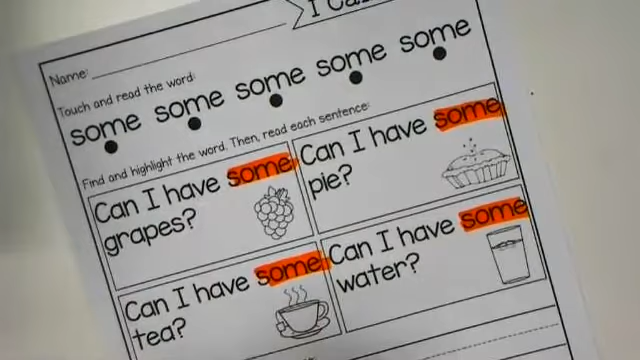 I Can
Name:
Touch and read the word:
some some some some some
Find and highlight the word. Then, read each sentence:
Can I have some
grapes?
Can I have some
pie?
Can I have some
tea?
Can I have some
water?